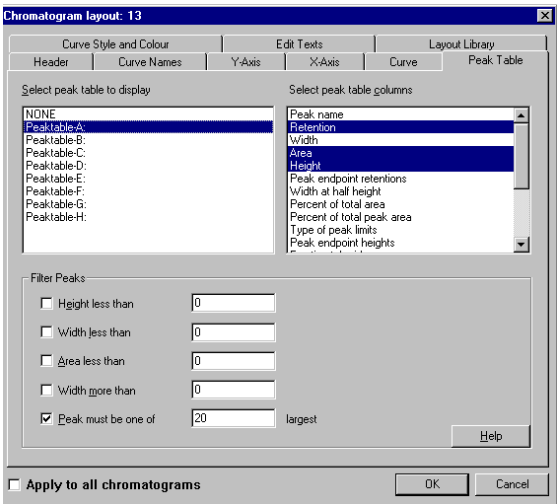 Chromatogram layout: 13
Curve Style and Colour Edit Texts Layout Library
Header Curve Names Y-Axis X-Axis Curve Peak Table
Select peak table to display
NONE
Peaktable-A:
Peaktable-B:
Peaktable-C:
Peaktable-D:
Peaktable-E:
Peaktable-F:
Peaktable-G:
Peaktable-H:
Select peak table columns
Peak name
Retention
Width
Area
Height
Peak endpoint retentions
Width at half height
Percent of total area
Percent of total peak area
Type of peak limits
Peak endpoint heights
Filter Peaks
Height less than 0
Width less than 0
Area less than 0
Width more than 0
Peak must be one of 20 largest
Help
Apply to all chromatograms
OK Cancel